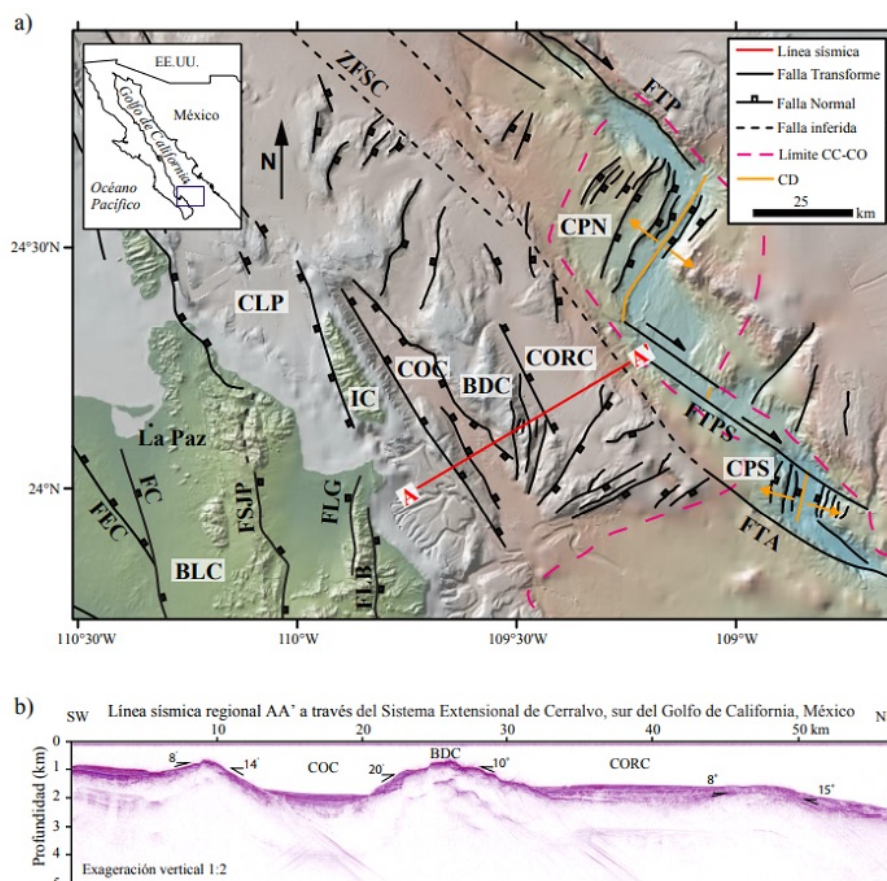 a)
EE.UU.
Golfo de California
México
Océano
Pacífico
N
ZFSC
FTP
Línea sísmica
Falla Transforme
Falla Normal
Falla inferida
Límite CC-CO
CD
25
km
24°30'N
CPN
CLP
COC
CORC
A'
BDC
IC
FTPS
La Paz
A
24°N
CPS
FC
FEC
FSJP
FLG
FTA
BLC
FLB
110°30'W
110°W
109°30'W
109°W
b)
SW
Línea sísmica regional AA' a través del Sistema Extensional de Cerralvo, sur del Golfo de California, México
10
20
30
40
50 km
Profundidad (km)
0
1
2
3
4
8°
14°
COC
20°
BDC
10°
CORC
8°
15°
Exageración vertical 1:2